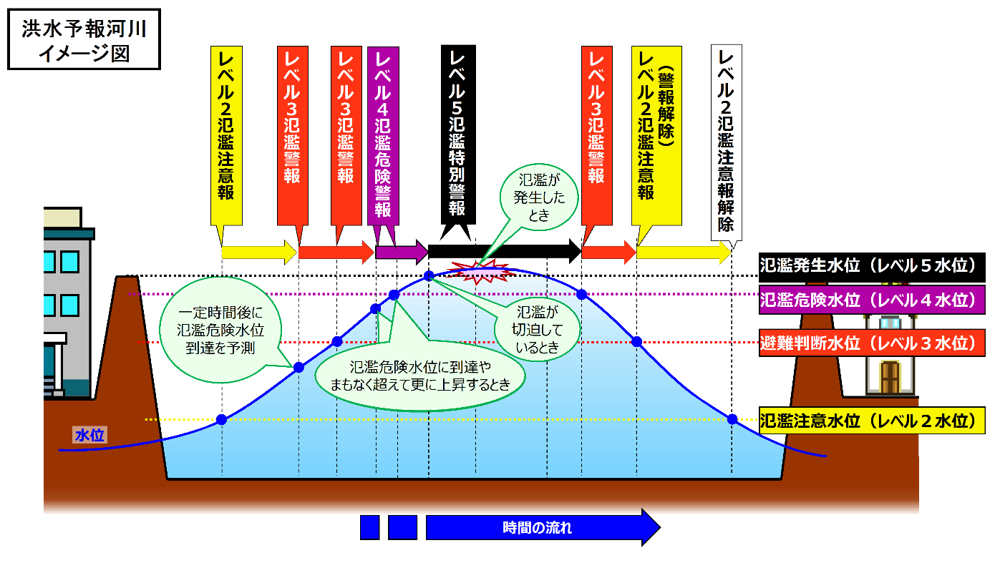 洪水予報河川
イメージ図
レベル２氾濫注意報
レベル３氾濫警報
レベル３氾濫警報
レベル４氾濫危険警報
レベル５氾濫特別警報
レベル３氾濫警報
（警報解除）
レベル２氾濫注意報
レベル２氾濫注意報解除
氾濫が
発生した
とき
氾濫発生水位（レベル５水位）
氾濫危険水位（レベル４水位）
避難判断水位（レベル３水位）
氾濫注意水位（レベル２水位）
一定時間後に
氾濫危険水位
到達を予測
氾濫が
切迫して
いるとき
氾濫危険水位に到達や
まもなく超えて更に上昇するとき
水位
時間の流れ